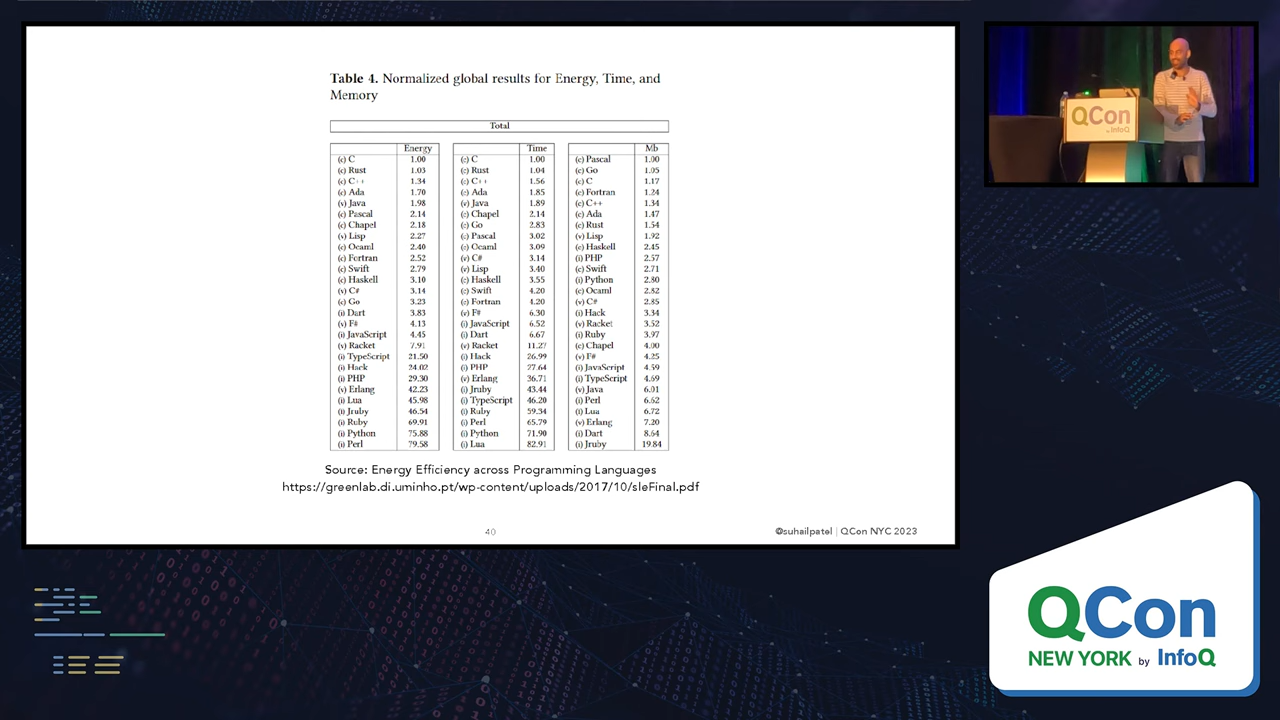 Table 4. Normalized global results for Energy, Time, and
Memory
Total
Energy
(c) C 1.00
(c) Rust 1.03
(c) C++ 1.34
(c) Ada 1.70
(v) Java 1.98
(c) Pascal 2.14
(c) Chapel 2.18
(v) Lisp 2.27
(c) Ocaml 2.40
(c) Fortran 2.52
(c) Swift 2.79
(c) Haskell 3.10
(v) C# 3.14
(c) Go 3.23
(i) Dart 3.83
(v) F# 4.13
(i) JavaScript 4.45
(v) Racket 7.91
(i) TypeScript 21.50
(i) Hack 24.02
(i) PHP 29.30
(v) Erlang 42.23
(i) Lua 45.98
(i) Jruby 46.54
(i) Ruby 69.91
(i) Python 75.88
(i) Perl 79.58
Time
(c) C 1.00
(c) Rust 1.04
(c) C++ 1.56
(c) Ada 1.85
(v) Java 1.89
(c) Chapel 2.14
(c) Go 2.83
(c) Pascal 3.02
(c) Ocaml 3.09
(v) C# 3.14
(v) Lisp 3.40
(c) Haskell 3.55
(c) Swift 4.20
(c) Fortran 4.20
(v) F# 6.30
(i) JavaScript 6.52
(i) Dart 6.67
(v) Racket 11.27
(i) Hack 26.99
(i) PHP 27.64
(v) Erlang 36.71
(i) Jruby 43.44
(i) TypeScript 46.20
(i) Ruby 59.34
(i) Perl 65.79
(i) Python 71.90
(i) Lua 82.91
Mb
(c) Pascal 1.00
(c) Go 1.05
(c) C 1.17
(c) Fortran 1.24
(c) C++ 1.34
(c) Ada 1.47
(c) Rust 1.54
(v) Lisp 1.92
(c) Haskell 2.45
(i) PHP 2.57
(c) Swift 2.71
(i) Python 2.80
(c) Ocaml 2.82
(v) C# 2.85
(i) Hack 3.34
(v) Racket 3.52
(i) Ruby 3.97
(c) Chapel 4.00
(v) F# 4.25
(i) JavaScript 4.59
(i) TypeScript 4.69
(v) Java 6.01
(i) Perl 6.62
(i) Lua 6.72
(v) Erlang 7.20
(i) Dart 8.64
(i) Jruby 19.84
Source: Energy Efficiency across Programming Languages
https://greenlab.di.uminho.pt/wp-content/uploads/2017/10/sleFinal.pdf
40
@suhailpatel | QCon NYC 2023
QCon
by InfoQ
QCon
NEW YORK by InfoQ